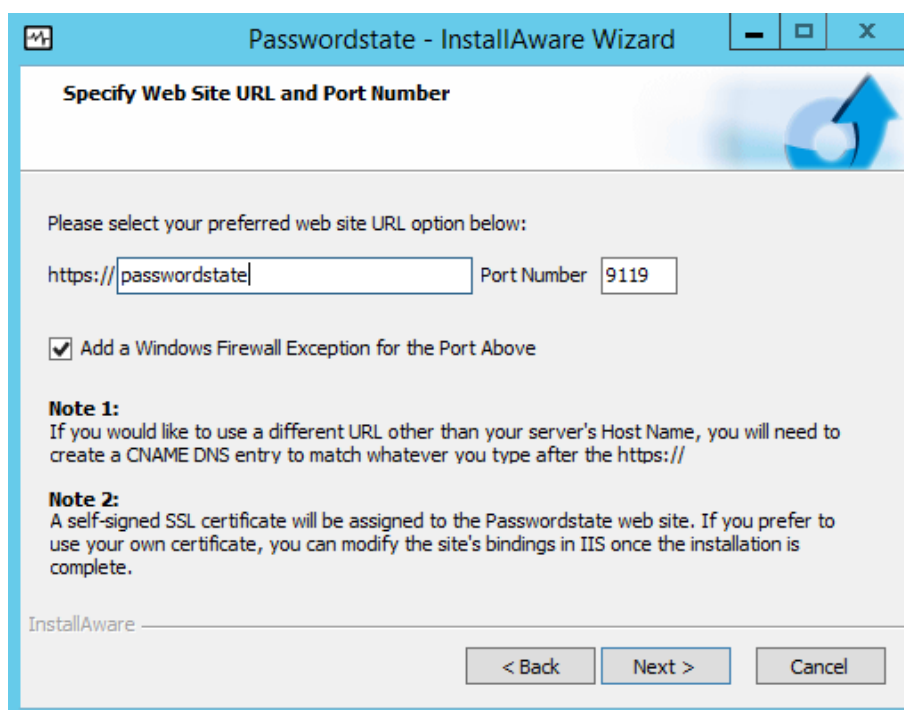 Passwordstate - InstallAware Wizard
Specify Web Site URL and Port Number
Please select your preferred web site URL option below:
https:// passwordstate Port Number 9119
Add a Windows Firewall Exception for the Port Above
Note 1:
If you would like to use a different URL other than your server's Host Name, you will need to
create a CNAME DNS entry to match whatever you type after the https://
Note 2:
A self-signed SSL certificate will be assigned to the Passwordstate web site. If you prefer to
use your own certificate, you can modify the site's bindings in IIS once the installation is
complete.
InstallAware
< Back Next > Cancel